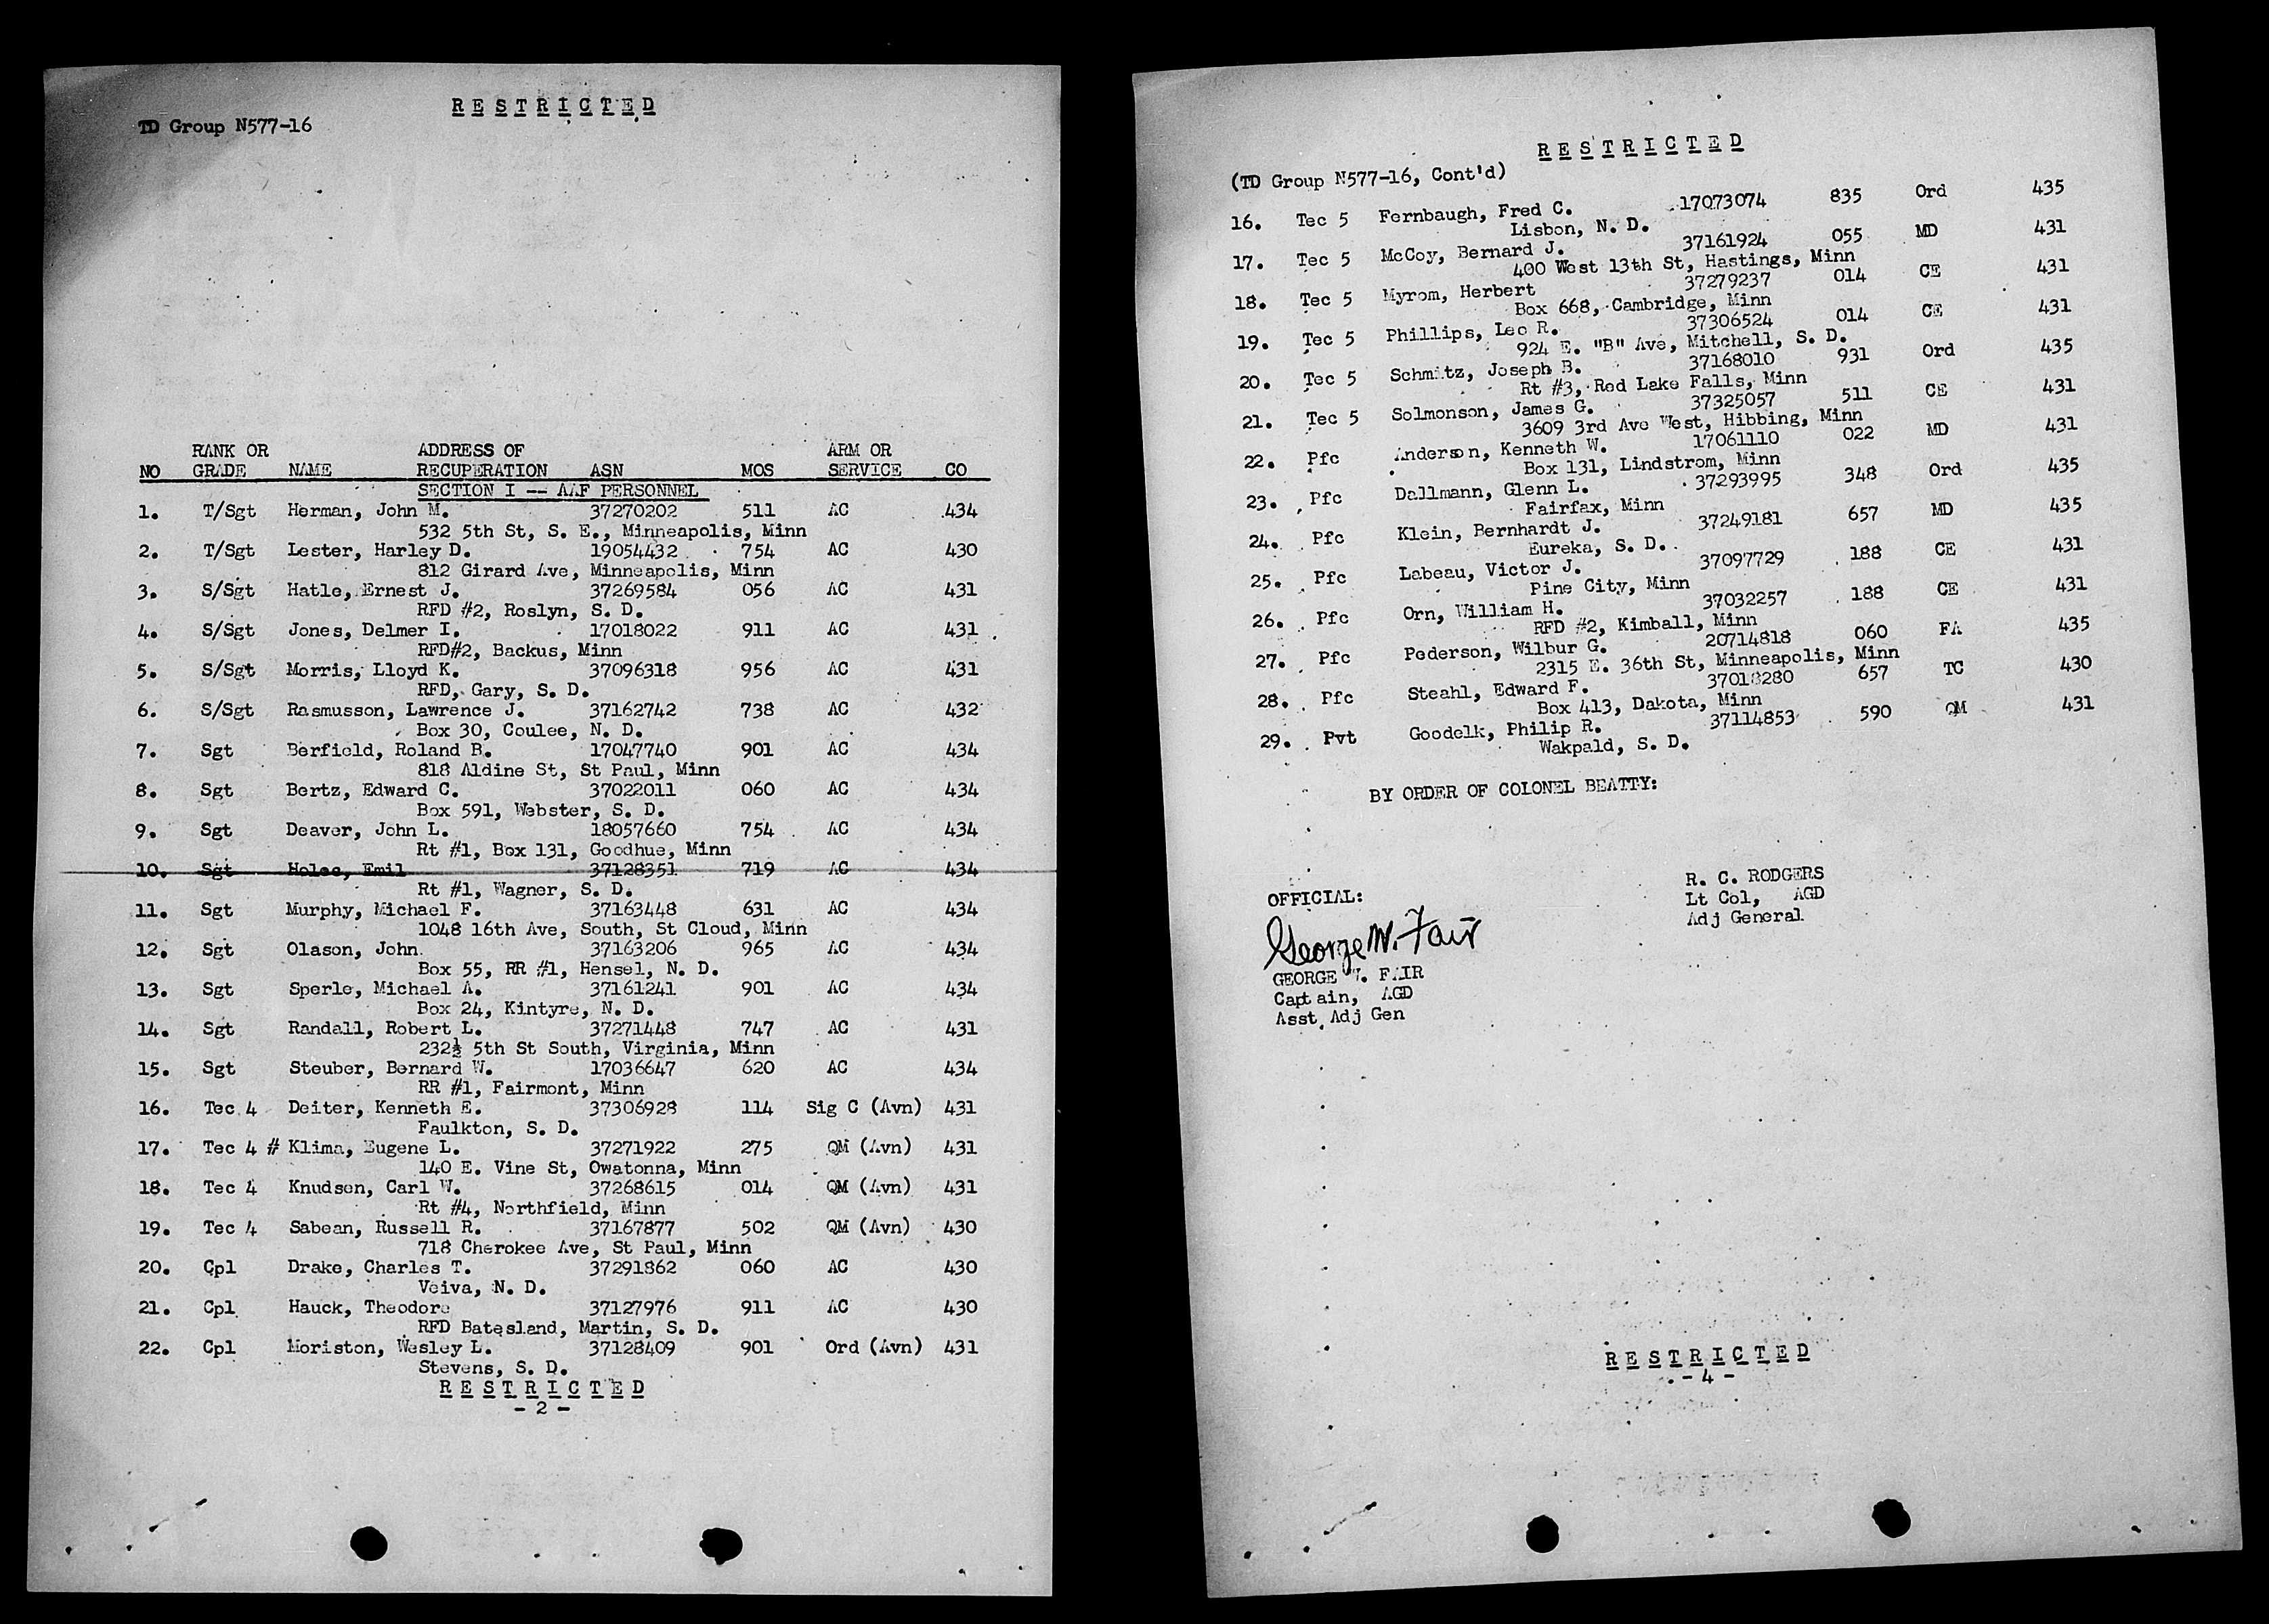 RESTRICTED
TD Group N577-16
RANK OR ADDRESS OF ARM OR
NO GRADE NAME RECUPERATION ASN MOS SERVICE CO
SECTION I -- AAF PERSONNEL
1. T/Sgt Herman, John M. 37270202 511 AC 434
532 5th St, S. E., Minneapolis, Minn
2. T/Sgt Lester, Harley D. 19054432 754 AC 430
812 Girard Ave, Minneapolis, Minn
3. S/Sgt Hatle, Ernest J. 37269584 056 AC 431
RFD #2, Roslyn, S. D.
4. S/Sgt Jones, Delmer I. 17018022 911 AC 431
RFD#2, Backus, Minn
5. S/Sgt Morris, Lloyd K. 37096318 956 AC 431
RFD, Gary, S. D.
6. S/Sgt Rasmusson, Lawrence J. 37162742 738 AC 432
Box 30, Coulee, N. D.
7. Sgt Berfield, Roland B. 17047740 901 AC 434
818 Aldine St, St Paul, Minn
8. Sgt Bertz, Edward C. 37022011 060 AC 434
Box 591, Webster, S. D.
9. Sgt Deaver, John L. 18057660 754 AC 434
Rt #1, Box 131, Goodhue, Minn
10. Sgt Holec, Emil 37128351 719 AC 434
Rt #1, Wagner, S. D.
11. Sgt Murphy, Michael F. 37163448 631 AC 434
1048 16th Ave, South, St Cloud, Minn
12. Sgt Olason, John 37163206 965 AC 434
Box 55, RR #1, Hensel, N. D.
13. Sgt Sperle, Michael A. 37161241 901 AC 434
Box 24, Kintyre, N. D.
14. Sgt Randall, Robert L. 37271448 747 AC 431
232½ 5th St South, Virginia, Minn
15. Sgt Steuber, Bernard W. 17036647 620 AC 434
RR #1, Fairmont, Minn
16. Tec 4 Deiter, Kenneth E. 37306928 114 Sig C (Avn) 431
Faulkton, S. D.
17. Tec 4 # Klima, Eugene L. 37271922 275 QM (Avn) 431
140 E. Vine St, Owatonna, Minn
18. Tec 4 Knudsen, Carl W. 37268615 014 QM (Avn) 431
Rt #4, Northfield, Minn
19. Tec 4 Sabean, Russell R. 37167877 502 QM (Avn) 430
718 Cherokee Ave, St Paul, Minn
20. Cpl Drake, Charles T. 37291862 060 AC 430
Veiva, N. D.
21. Cpl Hauck, Theodore 37127976 911 AC 430
RFD Batesland, Martin, S. D.
22. Cpl Moriston, Wesley L. 37128409 901 Ord (Avn) 431
Stevens, S. D.
RESTRICTED
- 2 -
RESTRICTED
(TD Group N577-16, Cont'd)
16. Tec 5 Fernbaugh, Fred C. 17073074 835 Ord 435
Lisbon, N. D.
17. Tec 5 McCoy, Bernard J. 37161924 055 MD 431
400 West 13th St, Hastings, Minn
18. Tec 5 Myrom, Herbert 37279237 014 CE 431
Box 668, Cambridge, Minn
19. Tec 5 Phillips, Leo R. 37306524 014 CE 431
924 E. "B" Ave, Mitchell, S. D.
20. Tec 5 Schmitz, Joseph B. 37168010 931 Ord 435
Rt #3, Red Lake Falls, Minn
21. Tec 5 Solmonson, James G. 37325057 511 CE 431
3609 3rd Ave West, Hibbing, Minn
22. Pfc Anderson, Kenneth W. 17061110 022 MD 431
Box 131, Lindstrom, Minn
23. Pfc Dallmann, Glenn L. 37293995 348 Ord 435
Fairfax, Minn
24. Pfc Klein, Bernhardt J. 37249181 657 MD 435
Eureka, S. D.
25. Pfc Labeau, Victor J. 37097729 188 CE 431
Pine City, Minn
26. Pfc Orn, William H. 37032257 188 CE 431
RFD #2, Kimball, Minn
27. Pfc Pederson, Wilbur G. 20714818 060 FA 435
2315 E. 36th St, Minneapolis, Minn
28. Pfc Steahl, Edward F. 37018280 657 TC 430
Box 413, Dakota, Minn
29. Pvt Goodelk, Philip R. 37114853 590 QM 431
Wakpald, S. D.
BY ORDER OF COLONEL BEATTY:
R. C. RODGERS
Lt Col, AGD
Adj General
OFFICIAL:
George W. Fair
GEORGE W. FAIR
Captain, AGD
Asst Adj Gen
RESTRICTED
- 4 -